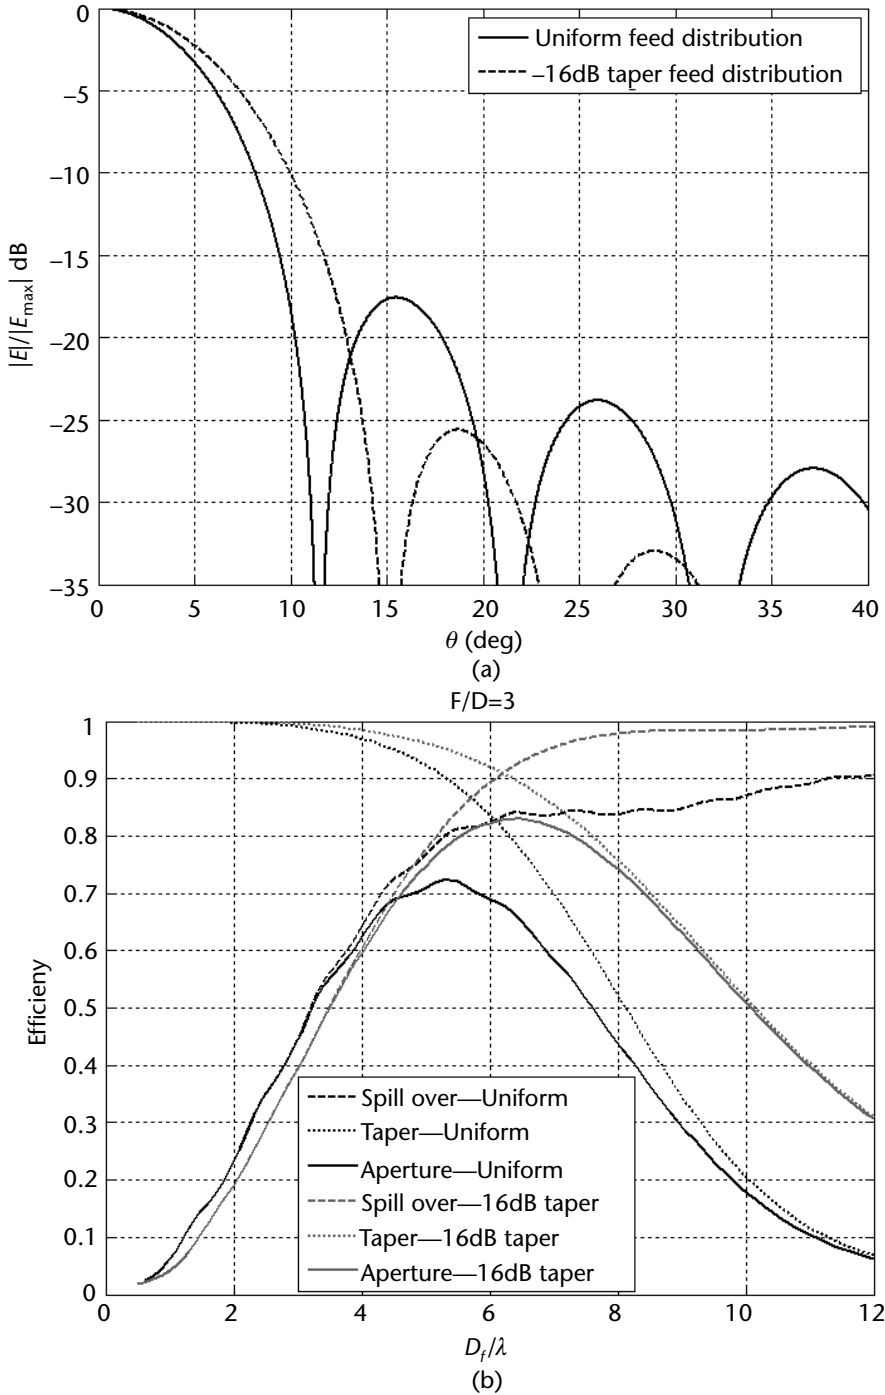 0
−5
−10
−15
−20
−25
−30
−35
|E|/|Emax| dB
Uniform feed distribution
−16dB taper feed distribution
0 5 10 15 20 25 30 35 40
θ (deg)
(a)
F/D=3
1
0.9
0.8
0.7
0.6
0.5
0.4
0.3
0.2
0.1
0
Efficieny
Spill over—Uniform
Taper—Uniform
Aperture—Uniform
Spill over—16dB taper
Taper—16dB taper
Aperture—16dB taper
0 2 4 6 8 10 12
Df/λ
(b)